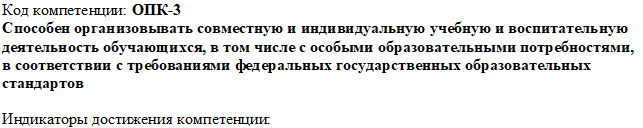 Код компетенции: ОПК-3
Способен организовывать совместную и индивидуальную учебную и воспитательную
деятельность обучающихся, в том числе с особыми образовательными потребностями,
в соответствии с требованиями федеральных государственных образовательных
стандартов
Индикаторы достижения компетенции: